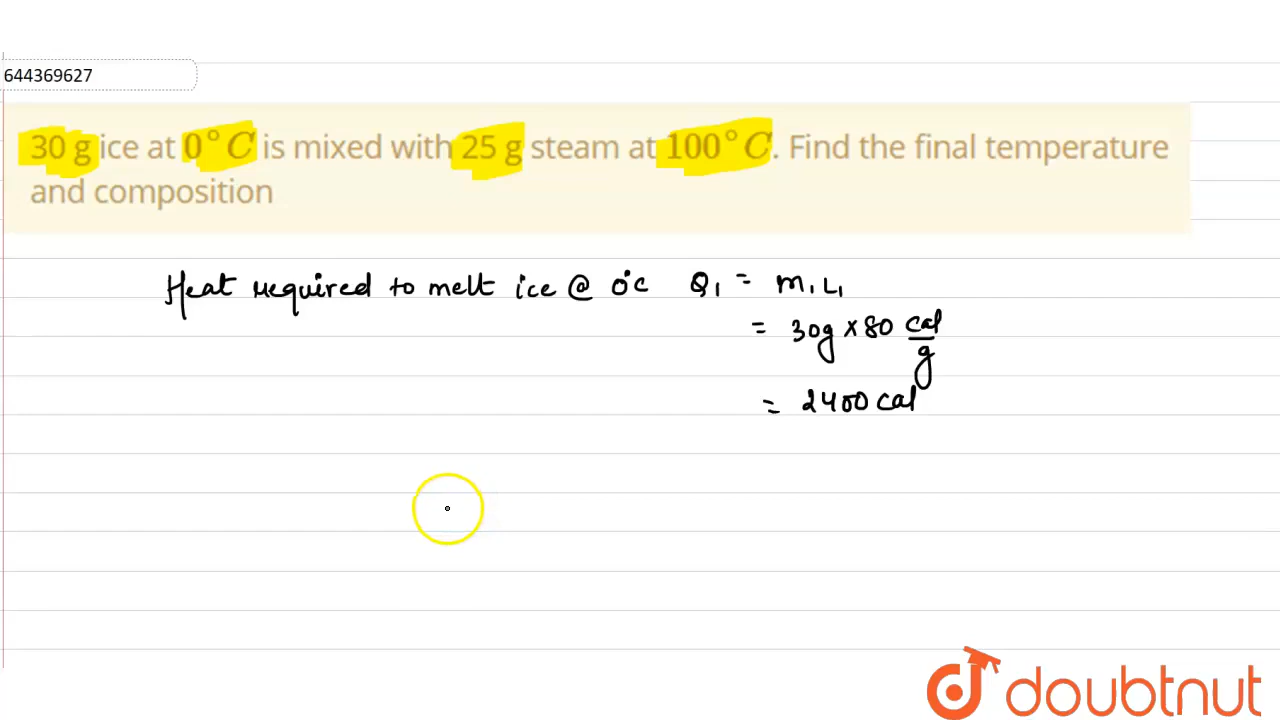 644369627
30 g ice at 0°C is mixed with 25 g steam at 100°C. Find the final temperature
and composition
Heat required to melt ice @ 0°C Q₁ = m₁L₁
= 30g × 80 cal/g
= 2400 cal
doubtnut